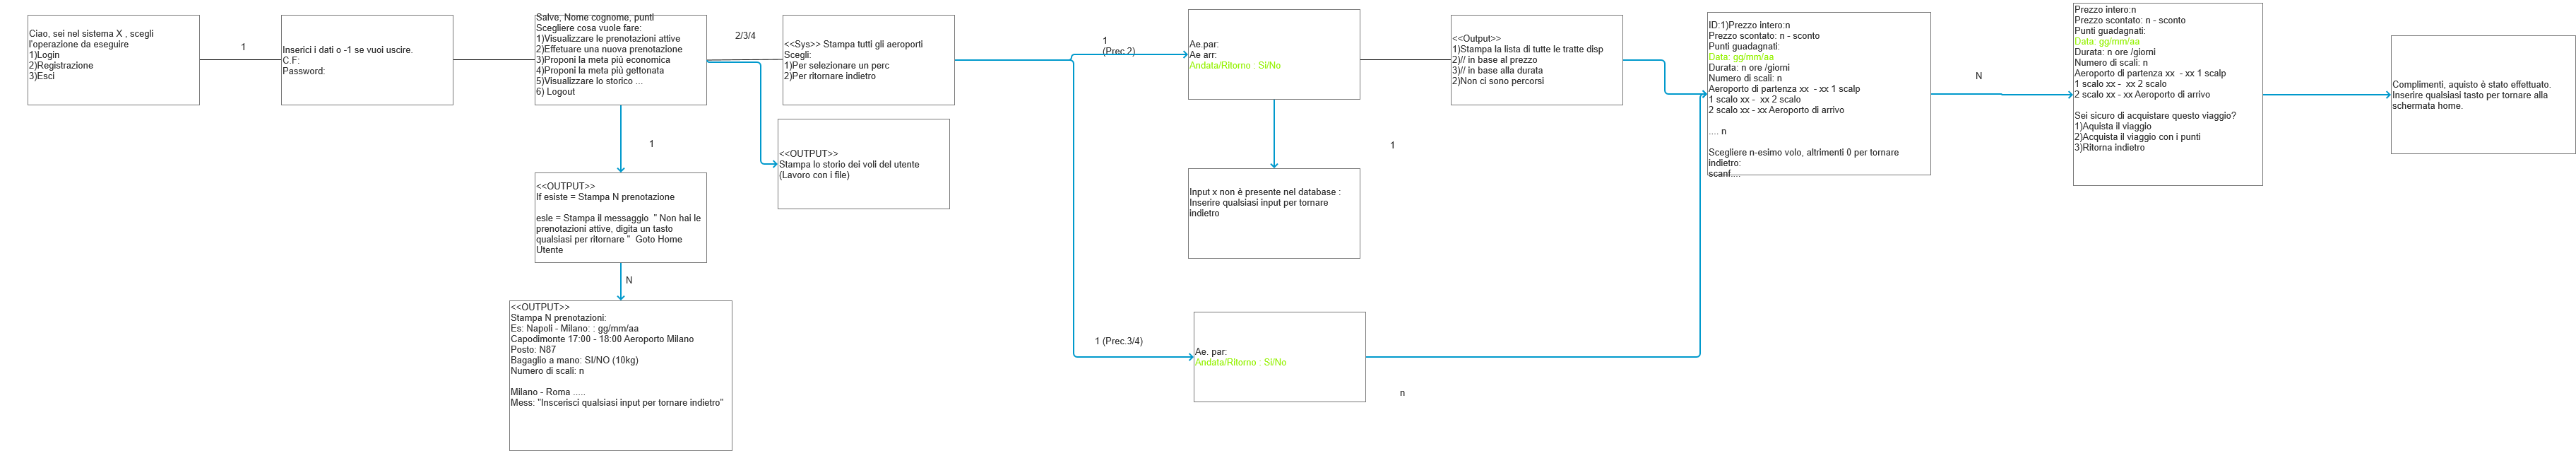 Ciao, sei nel sistema X , scegli
l'operazione da eseguire
1)Login
2)Registrazione
3)Esci
1
Inserici i dati o -1 se vuoi uscire.
C.F:
Password:
Salve, Nome cognome, punti
Scegliere cosa vuole fare:
1)Visualizzare le prenotazioni attive
2)Effetuare una nuova prenotazione
3)Proponi la meta più economica
4)Proponi la meta più gettonata
5)Visualizzare lo storico ...
6) Logout
2/3/4
<<Sys>> Stampa tutti gli aeroporti
Scegli:
1)Per selezionare un perc
2)Per ritornare indietro
<<OUTPUT>>
Stampa lo storio dei voli del utente
(Lavoro con i file)
1
<<OUTPUT>>
If esiste = Stampa N prenotazione
esle = Stampa il messaggio " Non hai le
prenotazioni attive, digita un tasto
qualsiasi per ritornare " Goto Home
Utente
N
<<OUTPUT>>
Stampa N prenotazioni:
Es: Napoli - Milano: : gg/mm/aa
Capodimonte 17:00 - 18:00 Aeroporto Milano
Posto: N87
Bagaglio a mano: SI/NO (10kg)
Numero di scali: n
Milano - Roma .....
Mess: "Inscerisci qualsiasi input per tornare indietro"
1
(Prec.2)
Ae.par:
Ae arr:
Andata/Ritorno : Si/No
Input x non è presente nel database :
Inserire qualsiasi input per tornare
indietro
1 (Prec.3/4)
Ae. par:
Andata/Ritorno : Si/No
n
1
<<Output>>
1)Stampa la lista di tutte le tratte disp
2)// in base al prezzo
3)// in base alla durata
2)Non ci sono percorsi
ID:1)Prezzo intero:n
Prezzo scontato: n - sconto
Punti guadagnati:
Data: gg/mm/aa
Durata: n ore /giorni
Numero di scali: n
Aeroporto di partenza xx - xx 1 scalp
1 scalo xx - xx 2 scalo
2 scalo xx - xx Aeroporto di arrivo
.... n
Scegliere n-esimo volo, altrimenti 0 per tornare
indietro:
scanf....
N
Prezzo intero:n
Prezzo scontato: n - sconto
Punti guadagnati:
Data: gg/mm/aa
Durata: n ore /giorni
Numero di scali: n
Aeroporto di partenza xx - xx 1 scalp
1 scalo xx - xx 2 scalo
2 scalo xx - xx Aeroporto di arrivo
Sei sicuro di acquistare questo viaggio?
1)Aquista il viaggio
2)Acquista il viaggio con i punti
3)Ritorna indietro
Complimenti, aquisto è stato effettuato.
Inserire qualsiasi tasto per tornare alla
schermata home.